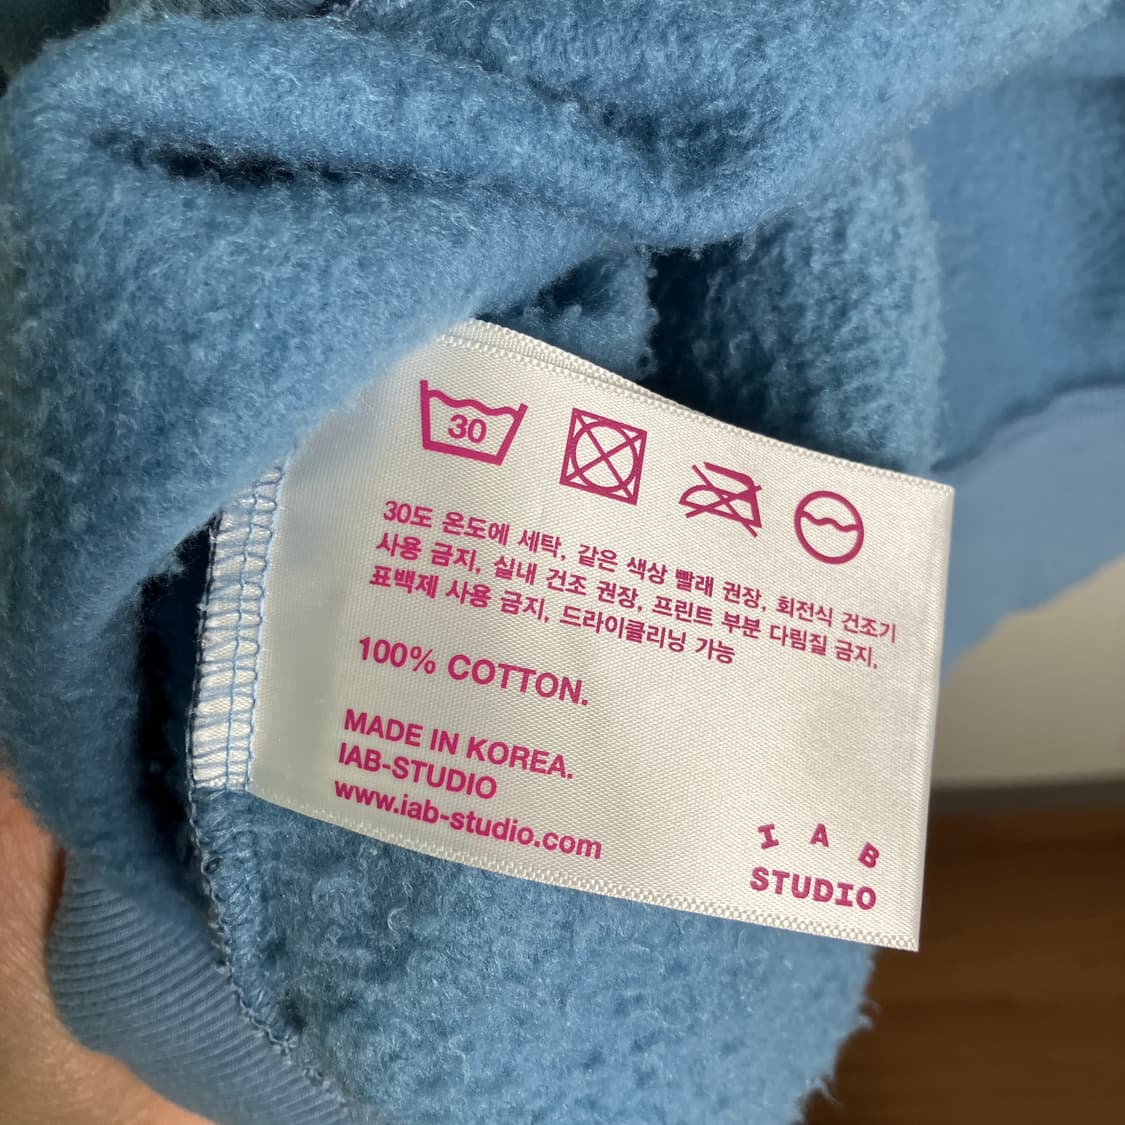 30
30도 온도에 세탁, 같은 색상 빨래 권장, 회전식 건조기
사용 금지, 실내 건조 권장, 프린트 부분 다림질 금지,
표백제 사용 금지, 드라이클리닝 가능
100% COTTON.
MADE IN KOREA.
IAB-STUDIO
www.iab-studio.com
I A B
STUDIO